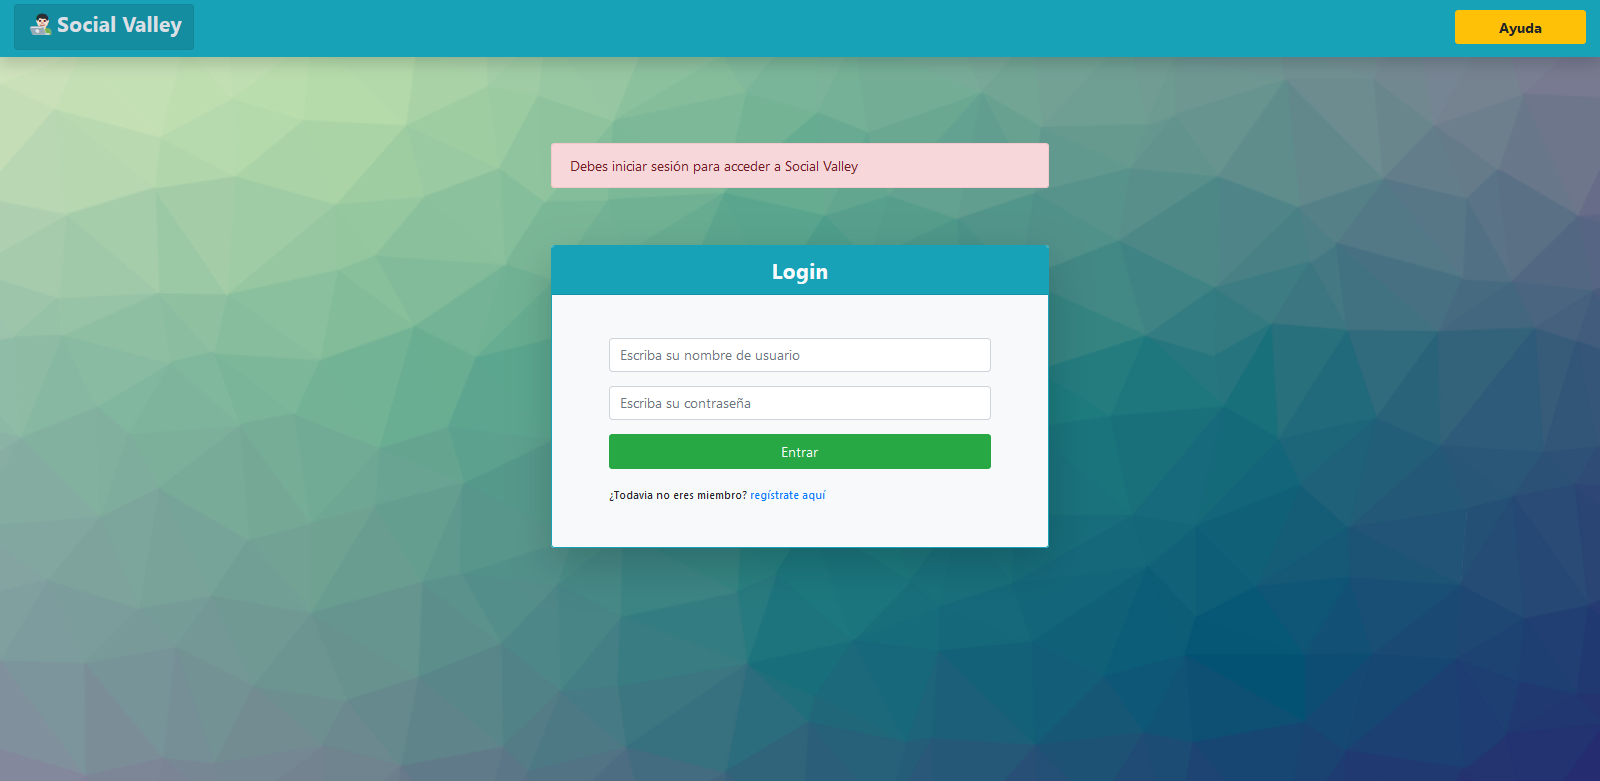 Social Valley
Ayuda
Debes iniciar sesión para acceder a Social Valley
Login
Escriba su nombre de usuario
Escriba su contraseña
Entrar
¿Todavia no eres miembro? regístrate aquí